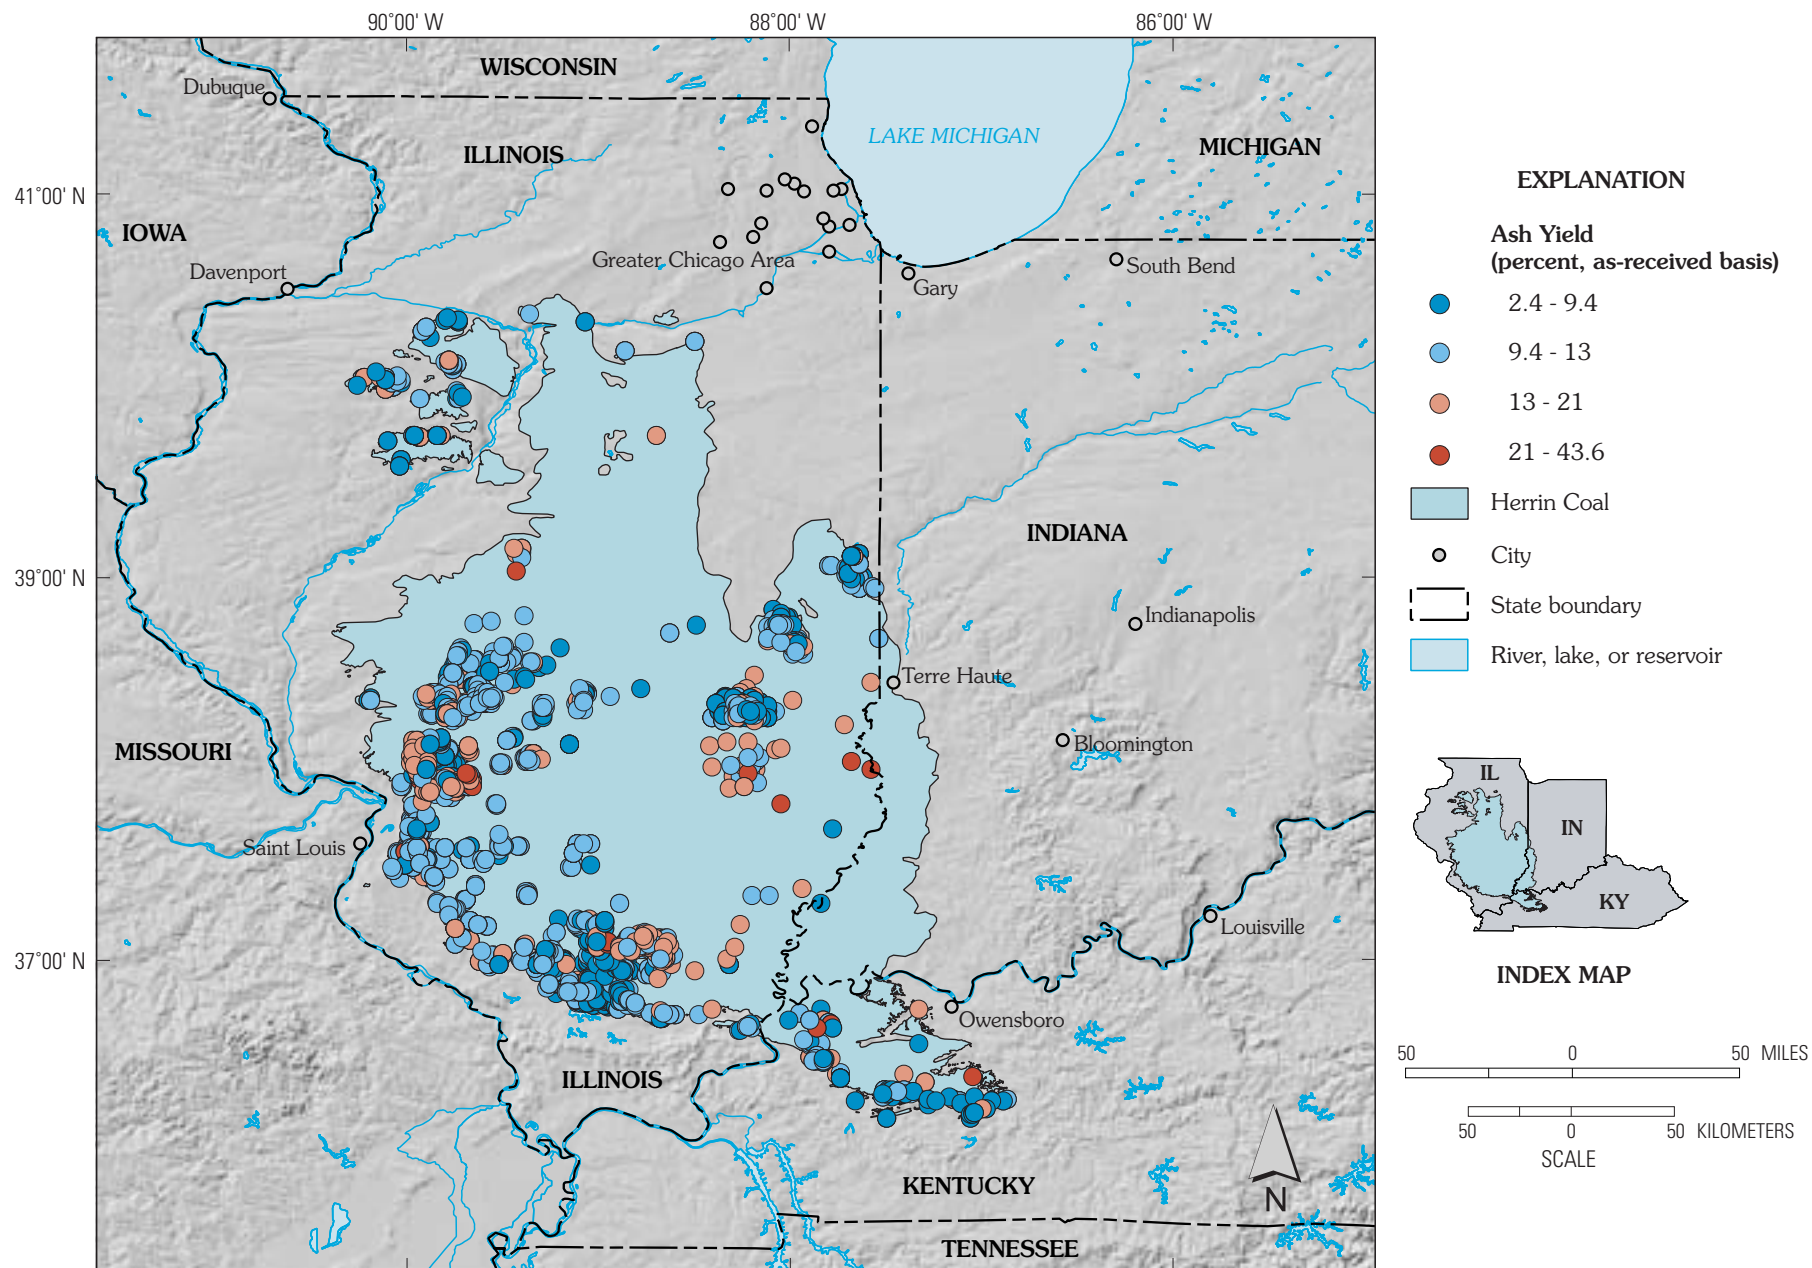 90°00' W
88°00' W
86°00' W
WISCONSIN
Dubuque
LAKE MICHIGAN
ILLINOIS
MICHIGAN
41°00' N
IOWA
Greater Chicago Area
Davenport
South Bend
Gary
INDIANA
39°00' N
Indianapolis
Terre Haute
MISSOURI
Bloomington
Saint Louis
Louisville
37°00' N
Owensboro
ILLINOIS
KENTUCKY
N
TENNESSEE
EXPLANATION
Ash Yield
(percent, as-received basis)
2.4 - 9.4
9.4 - 13
13 - 21
21 - 43.6
Herrin Coal
City
State boundary
River, lake, or reservoir
IL
IN
KY
INDEX MAP
50 0 50 MILES
50 0 50 KILOMETERS
SCALE